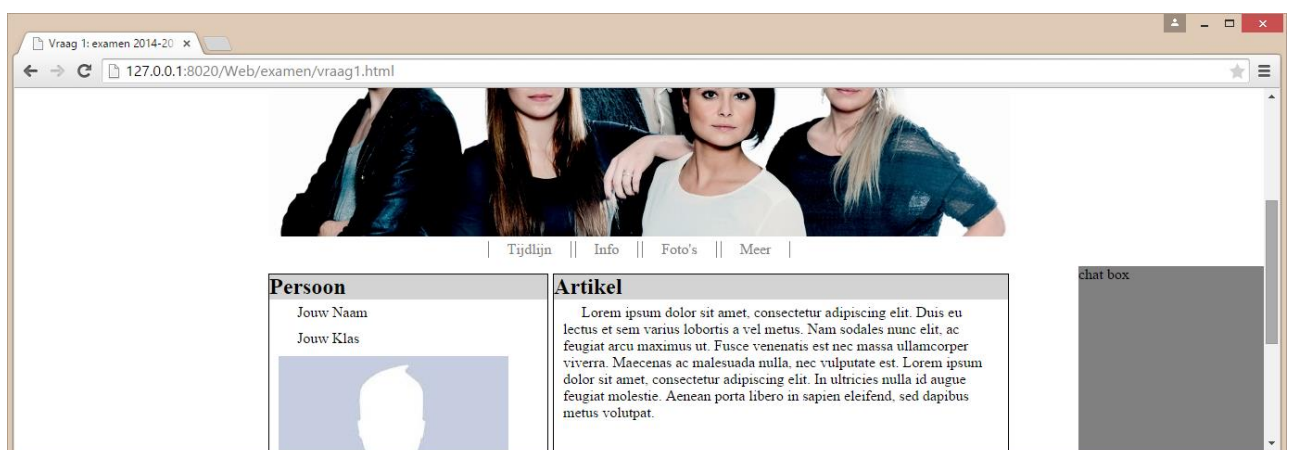 Vraag 1: examen 2014-20
127.0.0.1:8020/Web/examen/vraag1.html
Tijdlijn Info Foto's Meer
Persoon
Jouw Naam
Jouw Klas
Artikel
Lorem ipsum dolor sit amet, consectetur adipiscing elit. Duis eu
lectus et sem varius lobortis a vel metus. Nam sodales nunc elit, ac
feugiat arcu maximus ut. Fusce venenatis est nec massa ullamcorper
viverra. Maecenas ac malesuada nulla, nec vulputate est. Lorem ipsum
dolor sit amet, consectetur adipiscing elit. In ultricies nulla id augue
feugiat molestie. Aenean porta libero in sapien eleifend, sed dapibus
metus volutpat.
chat box